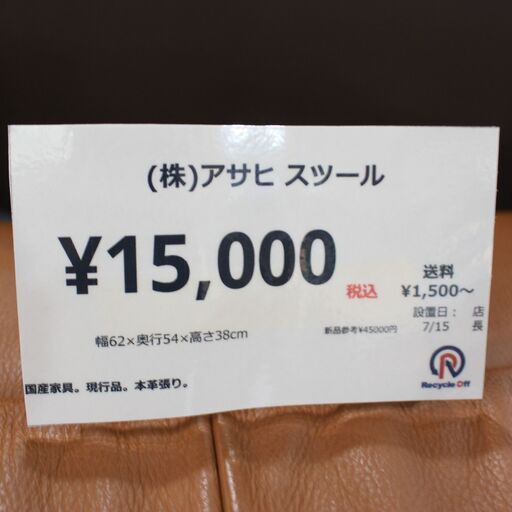 (株)アサヒ スツール
¥15,000 税込
送料
¥1,500～
幅62×奥行54×高さ38cm
新品参考¥45000円
設置日： 店
7/15 長
国産家具。現行品。本革張り。
Recycle Off